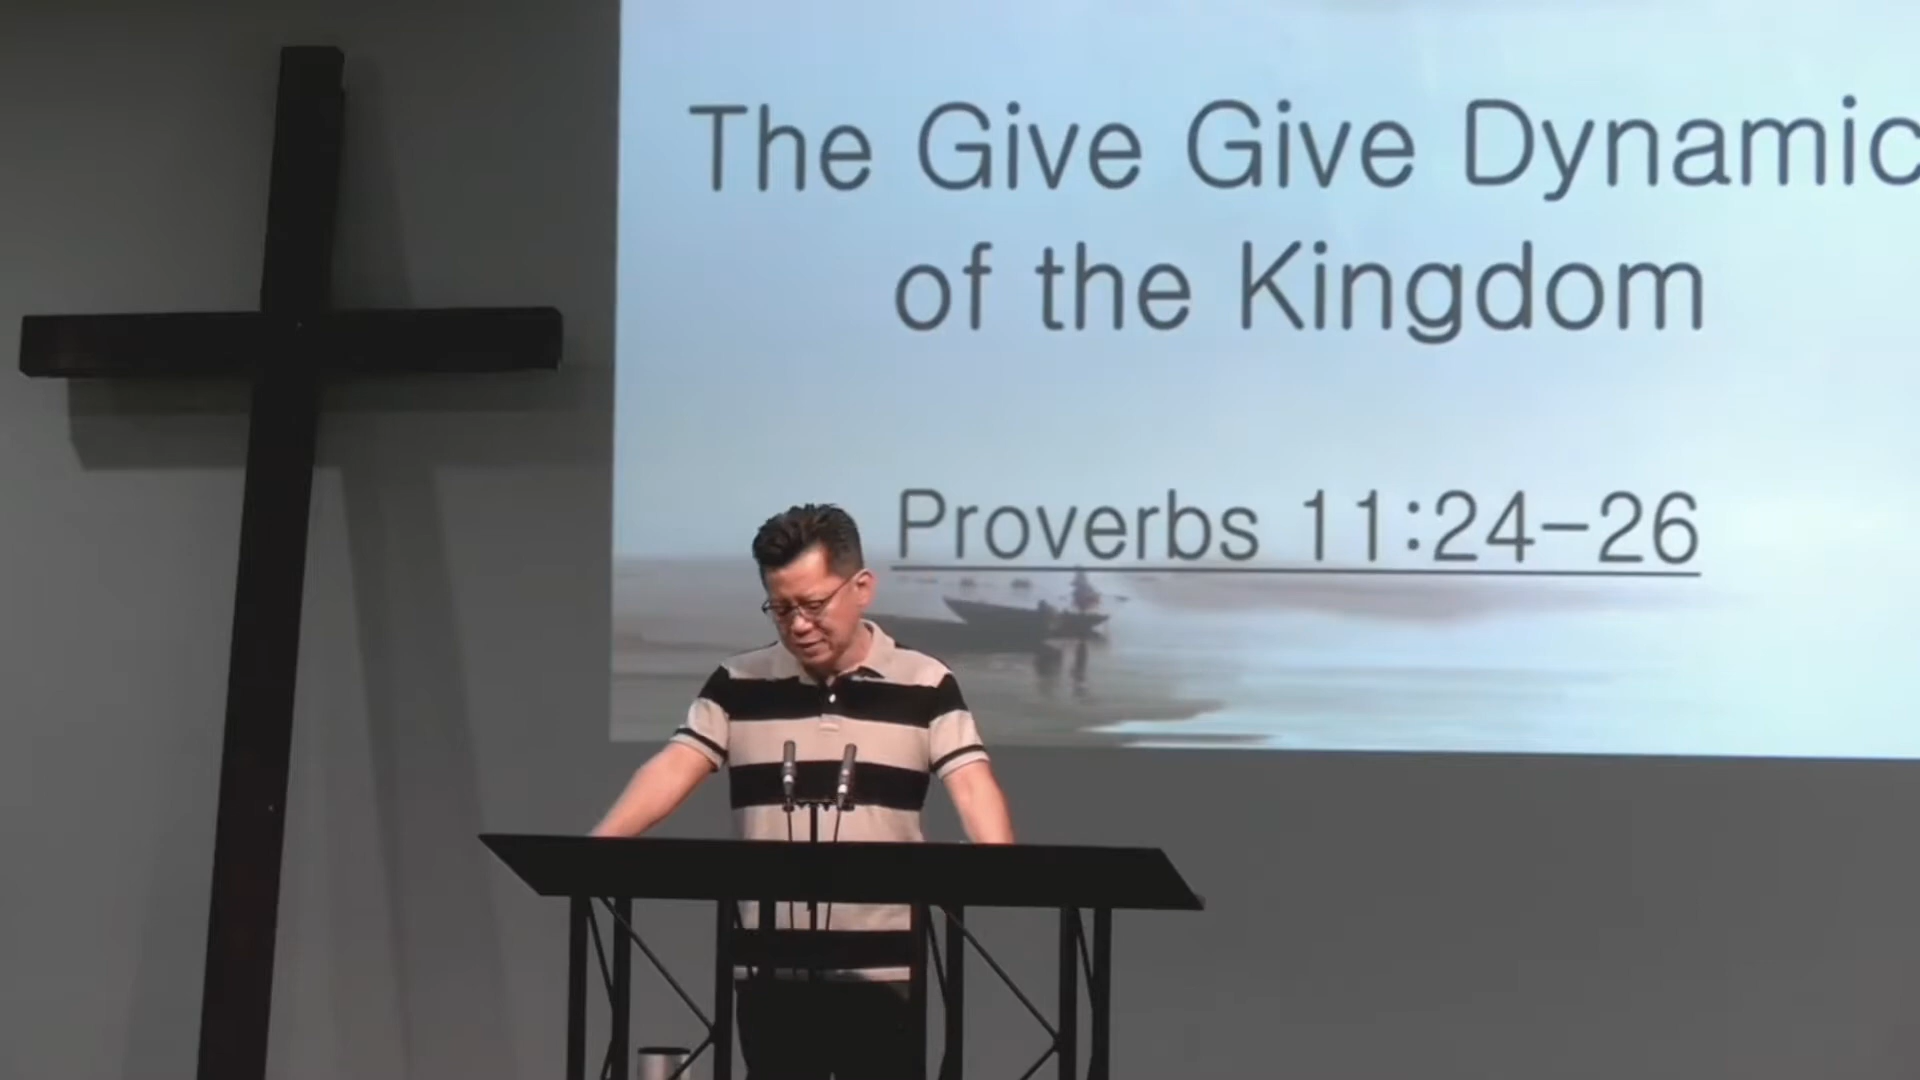 The Give Give Dynamic
of the Kingdom
Proverbs 11:24-26